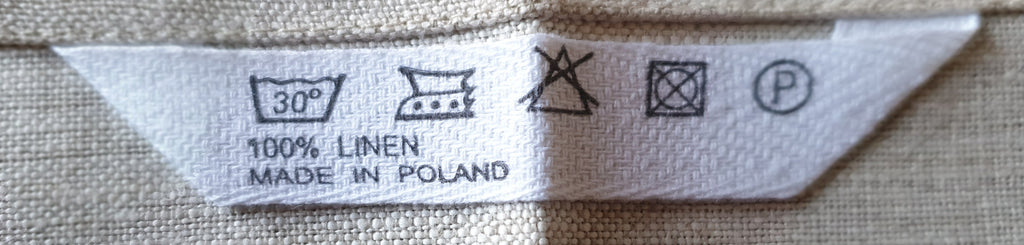 30° P
100% LINEN
MADE IN POLAND